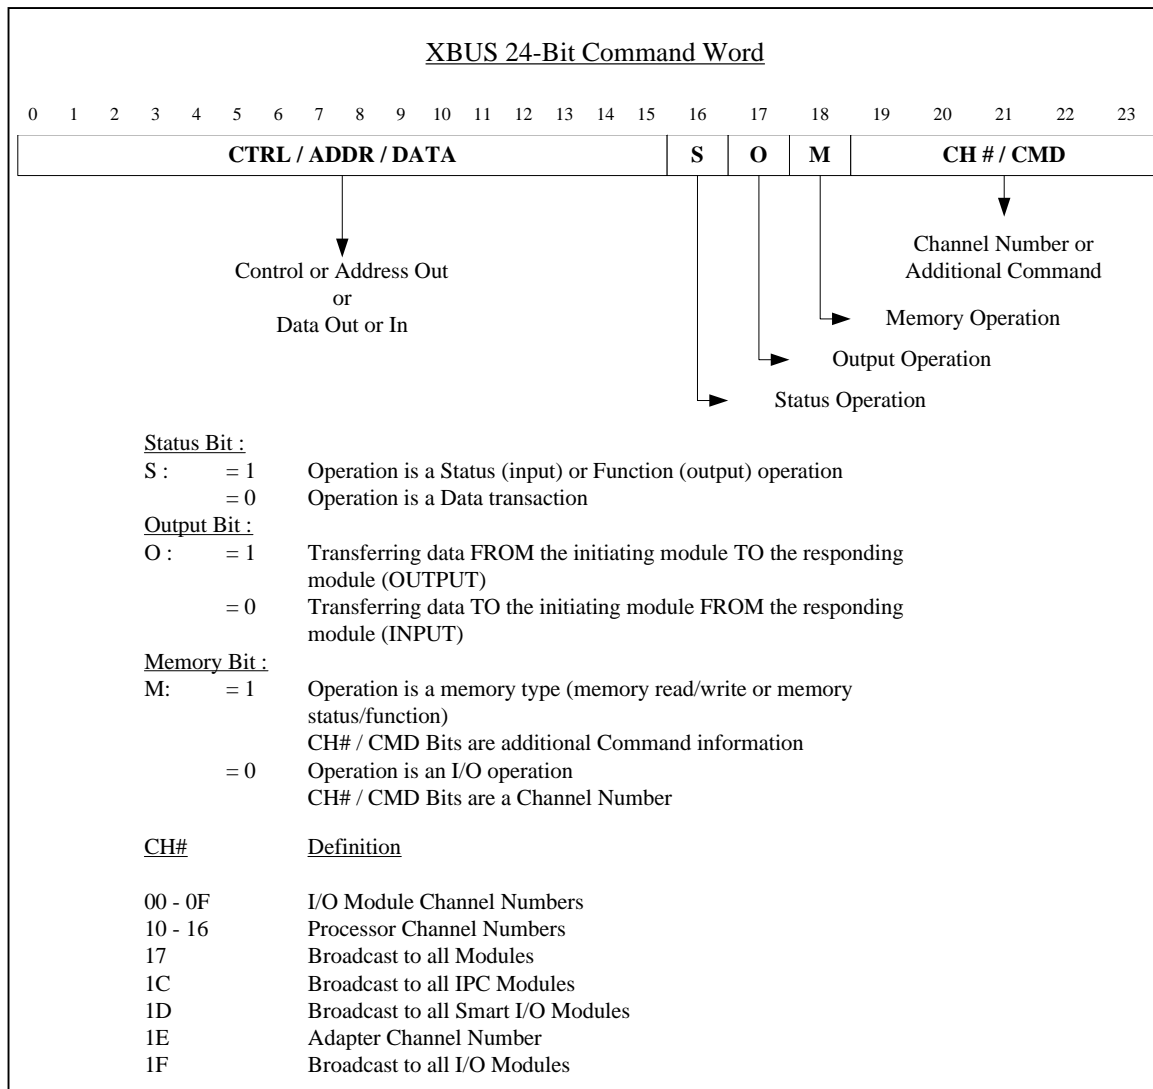 XBUS 24-Bit Command Word
0 1 2 3 4 5 6 7 8 9 10 11 12 13 14 15 16 17 18 19 20 21 22 23
CTRL / ADDR / DATA S O M CH # / CMD
Control or Address Out
or
Data Out or In
Channel Number or
Additional Command
Memory Operation
Output Operation
Status Operation
Status Bit :
S : = 1 Operation is a Status (input) or Function (output) operation
= 0 Operation is a Data transaction
Output Bit :
O : = 1 Transferring data FROM the initiating module TO the responding
module (OUTPUT)
= 0 Transferring data TO the initiating module FROM the responding
module (INPUT)
Memory Bit :
M: = 1 Operation is a memory type (memory read/write or memory
status/function)
CH# / CMD Bits are additional Command information
= 0 Operation is an I/O operation
CH# / CMD Bits are a Channel Number
CH# Definition
00 - 0F I/O Module Channel Numbers
10 - 16 Processor Channel Numbers
17 Broadcast to all Modules
1C Broadcast to all IPC Modules
1D Broadcast to all Smart I/O Modules
1E Adapter Channel Number
1F Broadcast to all I/O Modules